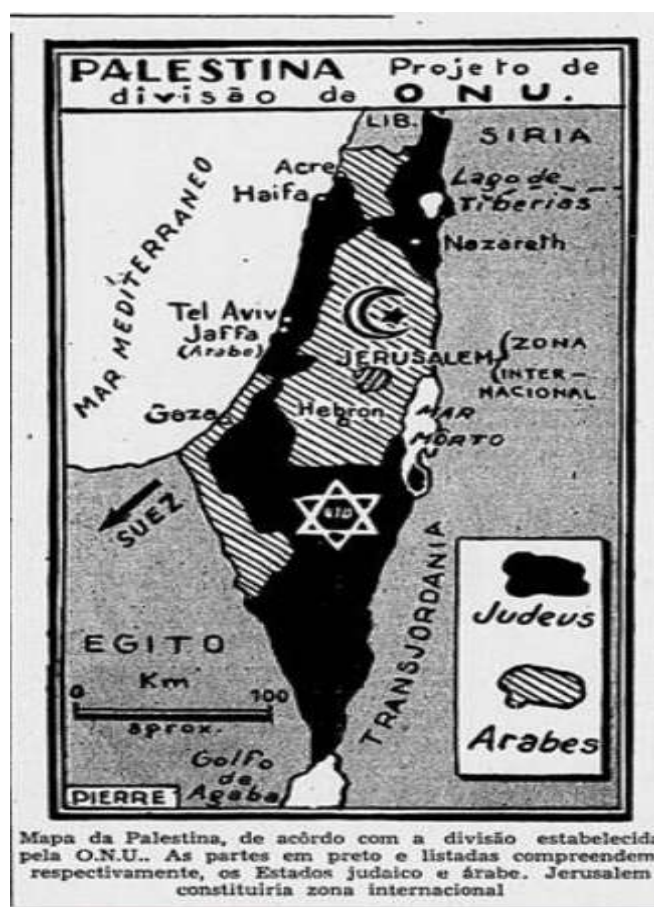 PALESTINA Projeto de
divisão da O N U.
LIB.
SIRIA
Acre
Haifa
Lago de
Tiberias
Nazareth
MAR MEDITERRANEO
Tel Aviv
Jaffa
(Arabe)
JERUSALEM
ZONA
INTER-
NACIONAL
Gaza
Hebron
MAR
MORTO
SUEZ
TRANSJORDANIA
EGITO
Km
0 100
aprox.
Golfo
de
Aqaba
Judeus
Arabes
PIERRE
Mapa da Palestina, de acôrdo com a divisão estabelecida
pela O.N.U.. As partes em preto e listadas compreendem
respectivamente, os Estados judaico e árabe. Jerusalem
constituiria zona internacional